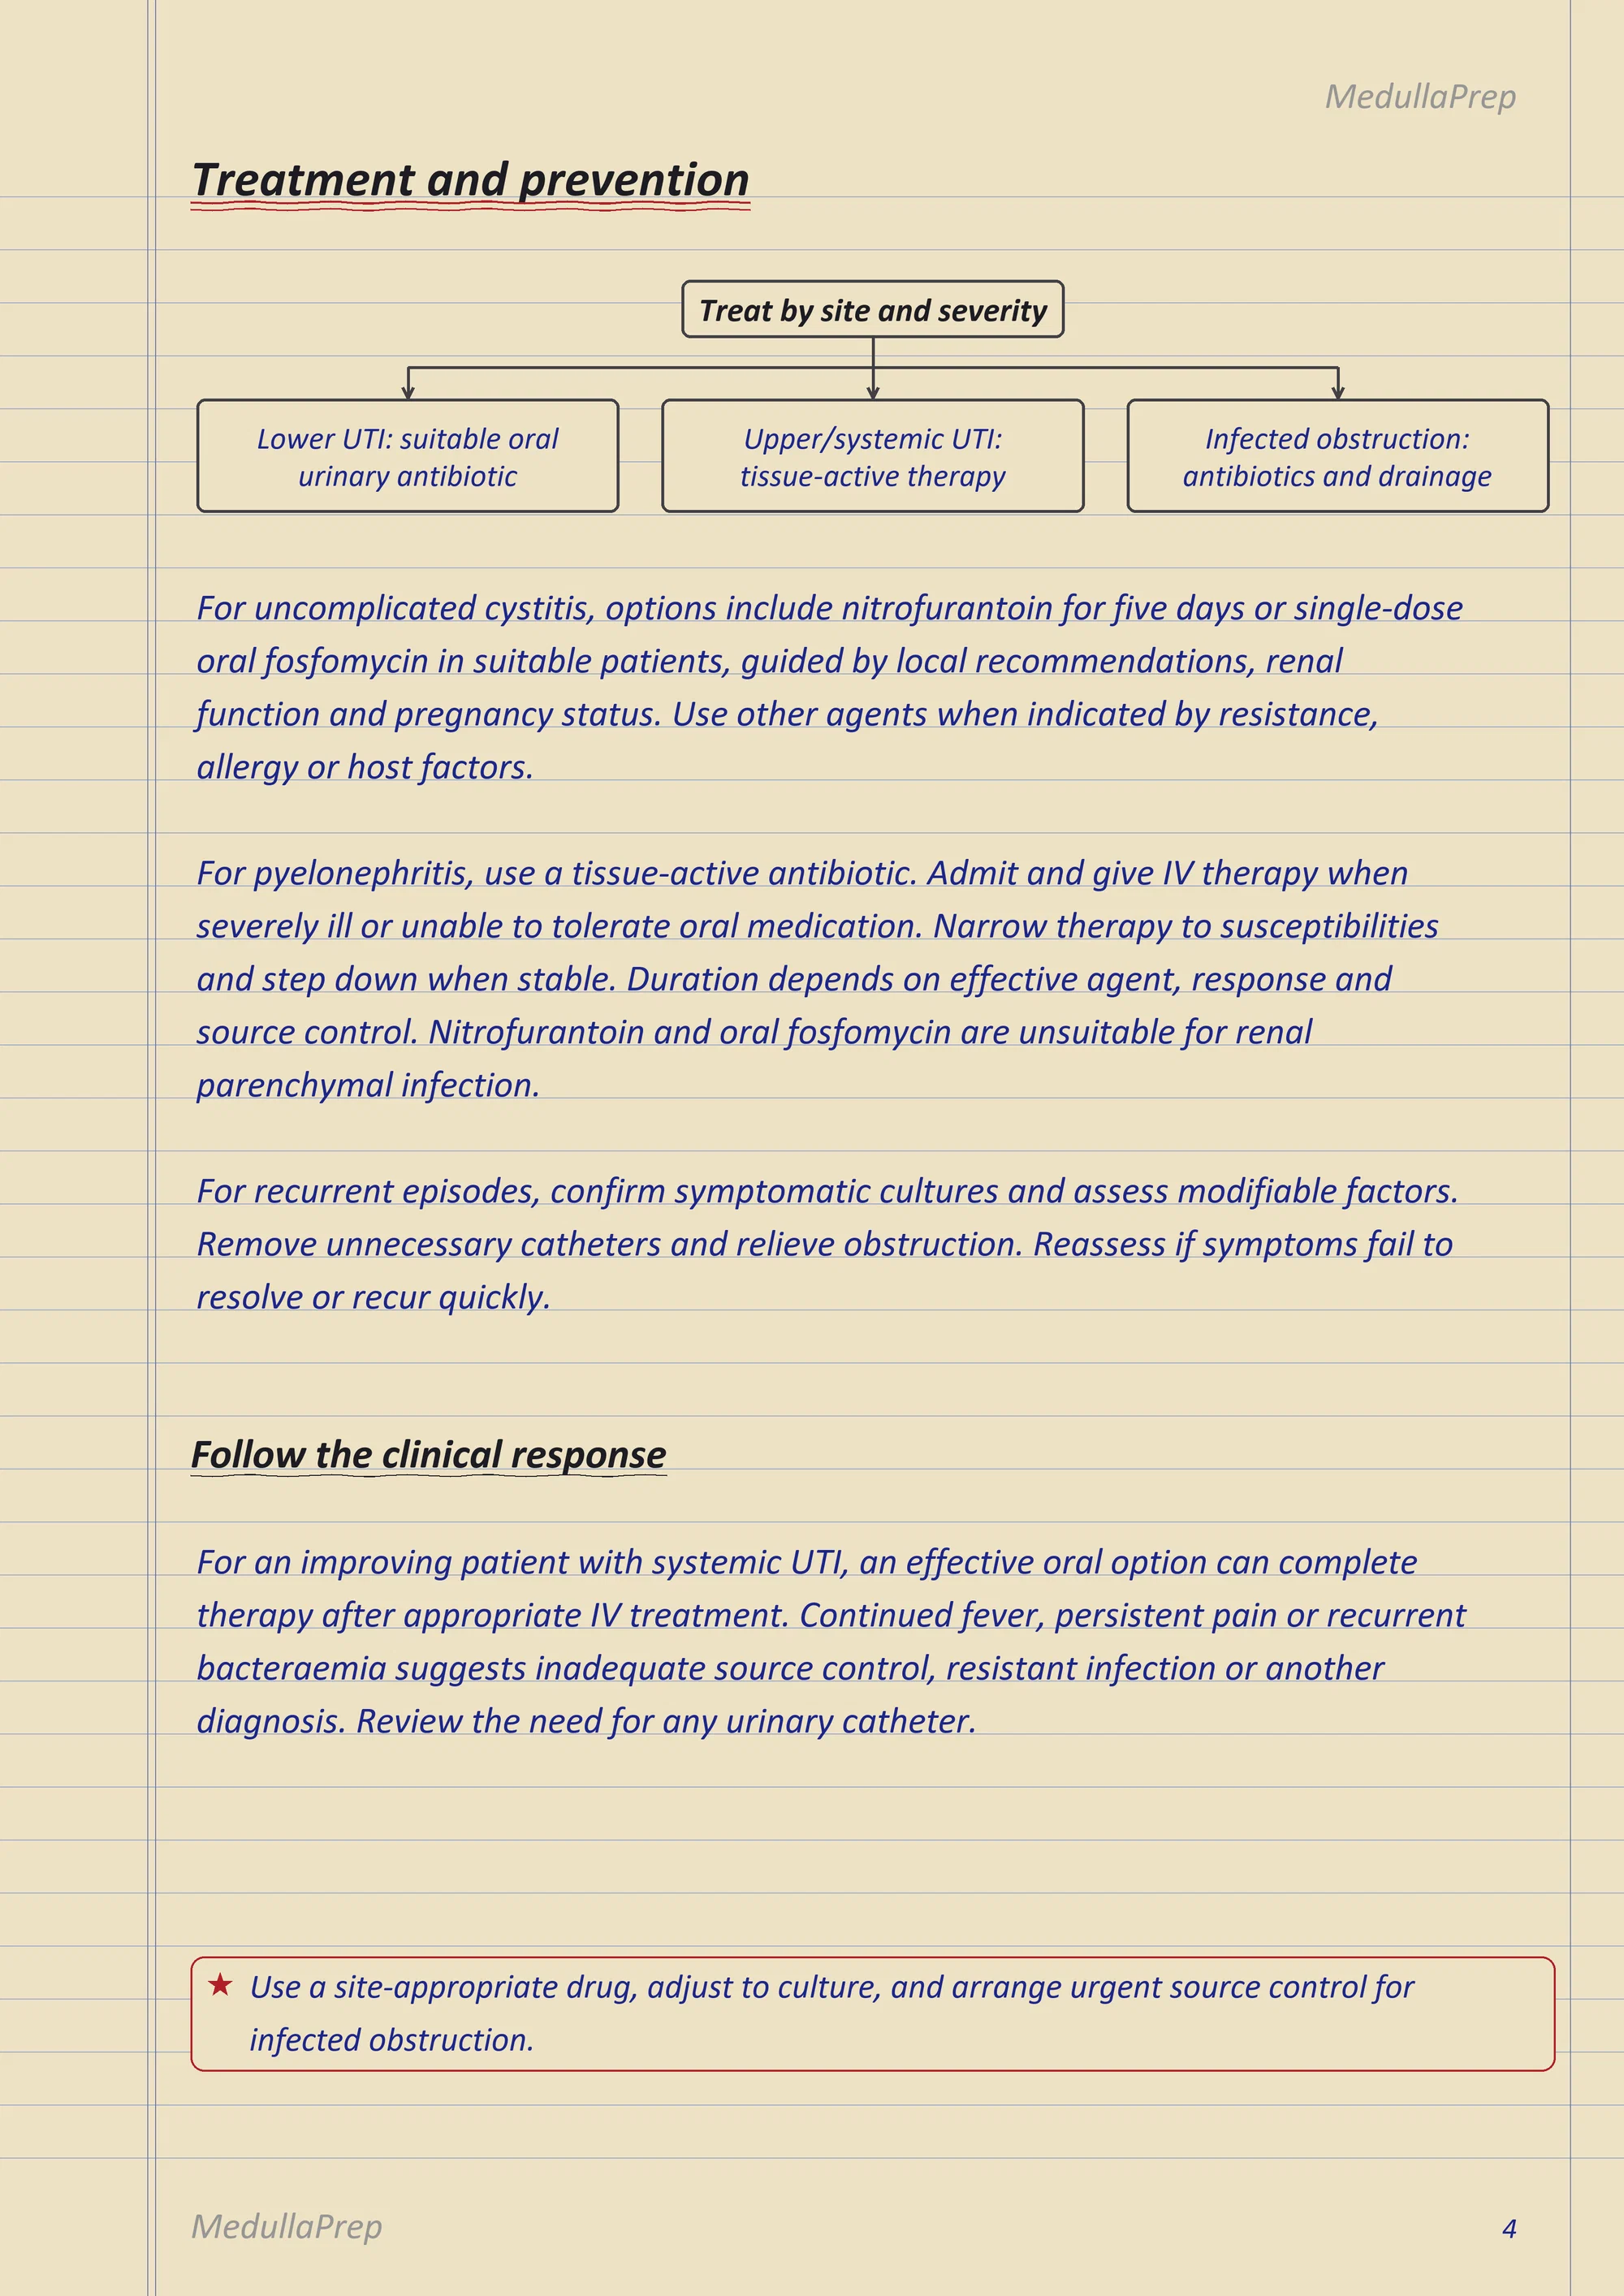 MedullaPrep
Treatment and prevention
Treat by site and severity
Lower UTI: suitable oral
urinary antibiotic
Upper/systemic UTI:
tissue-active therapy
Infected obstruction:
antibiotics and drainage
For uncomplicated cystitis, options include nitrofurantoin for five days or single-dose
oral fosfomycin in suitable patients, guided by local recommendations, renal
function and pregnancy status. Use other agents when indicated by resistance,
allergy or host factors.
For pyelonephritis, use a tissue-active antibiotic. Admit and give IV therapy when
severely ill or unable to tolerate oral medication. Narrow therapy to susceptibilities
and step down when stable. Duration depends on effective agent, response and
source control. Nitrofurantoin and oral fosfomycin are unsuitable for renal
parenchymal infection.
For recurrent episodes, confirm symptomatic cultures and assess modifiable factors.
Remove unnecessary catheters and relieve obstruction. Reassess if symptoms fail to
resolve or recur quickly.
Follow the clinical response
For an improving patient with systemic UTI, an effective oral option can complete
therapy after appropriate IV treatment. Continued fever, persistent pain or recurrent
bacteraemia suggests inadequate source control, resistant infection or another
diagnosis. Review the need for any urinary catheter.
★ Use a site-appropriate drug, adjust to culture, and arrange urgent source control for
infected obstruction.
MedullaPrep
4